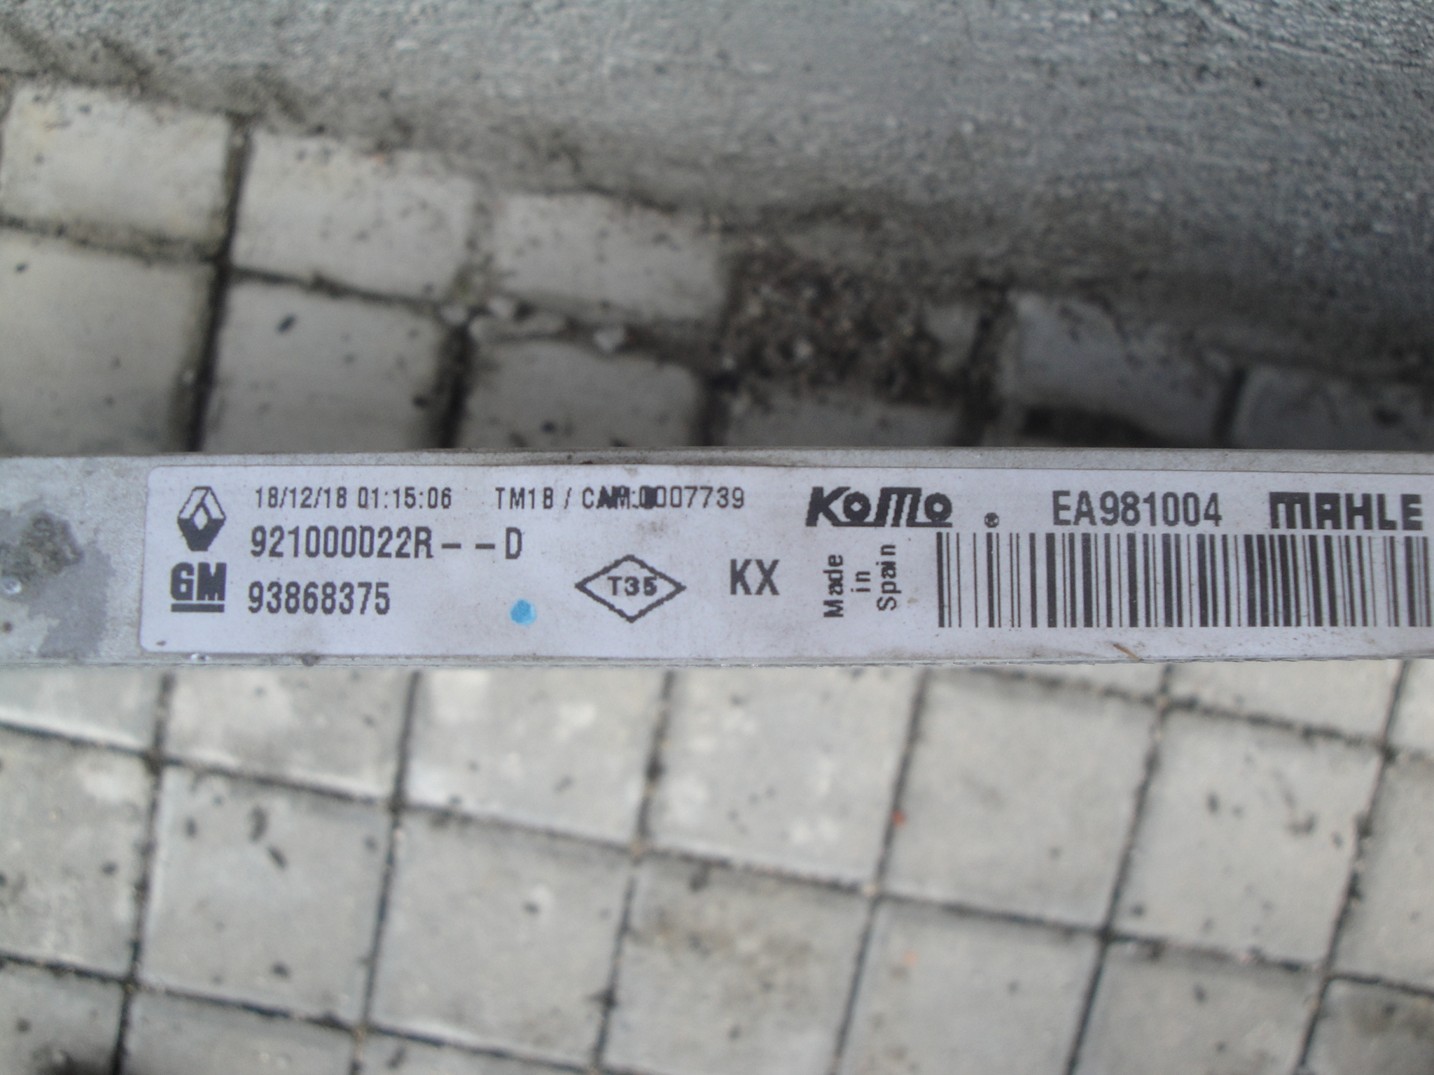 18/12/18 01:15:06 TM1B / CAM:0007739
921000022R--D
GM 93868375
T35
KX
KOMO ®
Made
in
Spain
EA981004 MAHLE